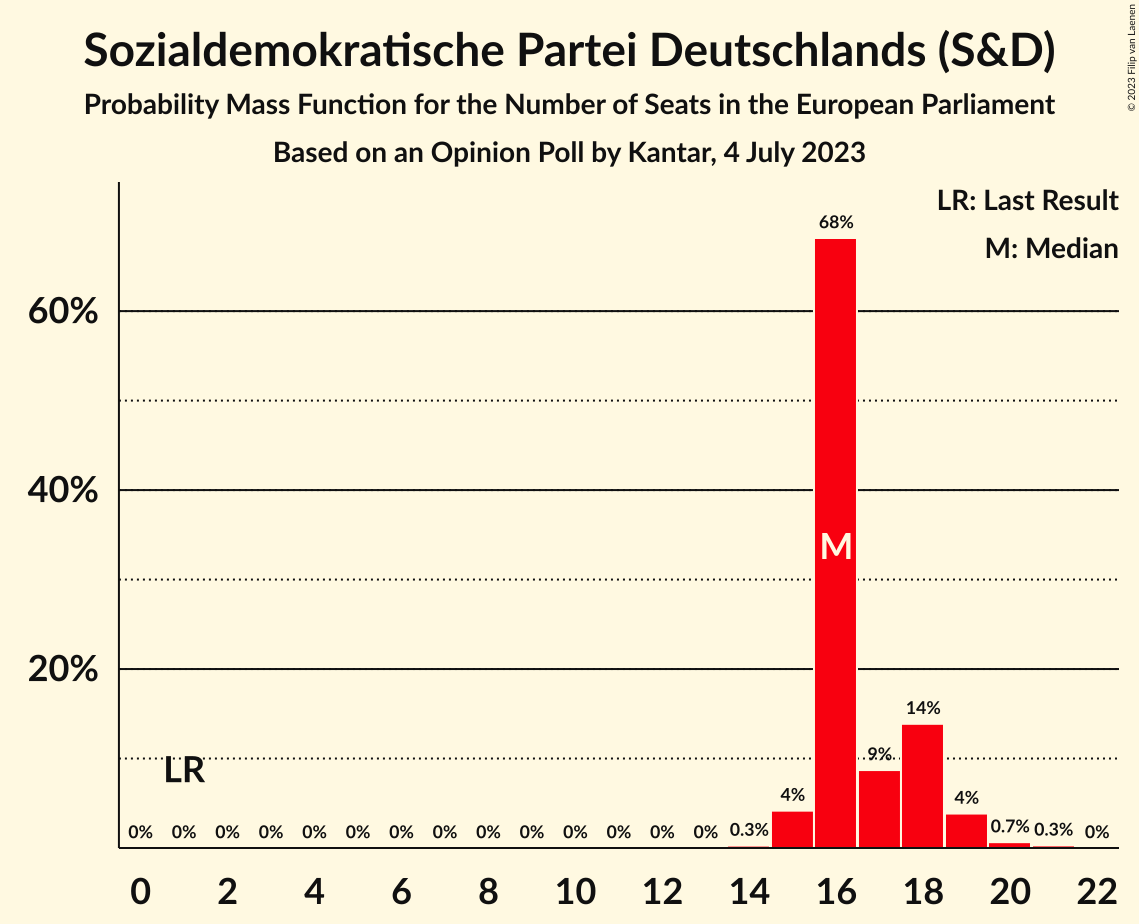 Sozialdemokratische Partei Deutschlands (S&D)
Probability Mass Function for the Number of Seats in the European Parliament
Based on an Opinion Poll by Kantar, 4 July 2023
© 2023 Filip van Laenen
LR: Last Result
M: Median
68%
60%
40%
M
20%
14%
9%
LR
4% 4%
0% 0% 0% 0% 0% 0% 0% 0% 0% 0% 0% 0% 0% 0% 0.3% 0.7% 0.3% 0%
0 2 4 6 8 10 12 14 16 18 20 22